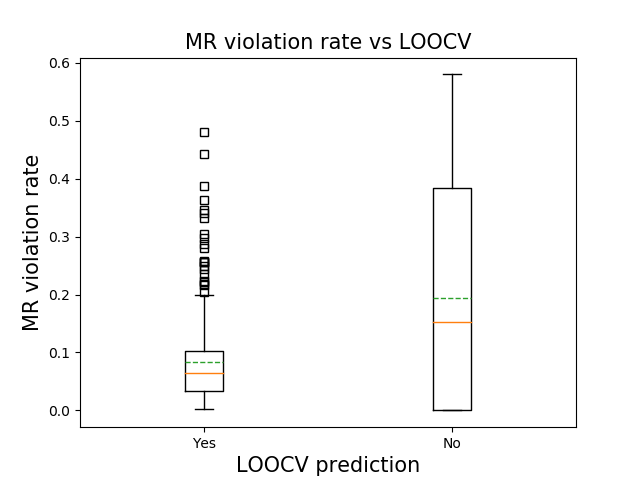 MR violation rate vs LOOCV
MR violation rate
0.6
0.5
0.4
0.3
0.2
0.1
0.0
Yes
No
LOOCV prediction